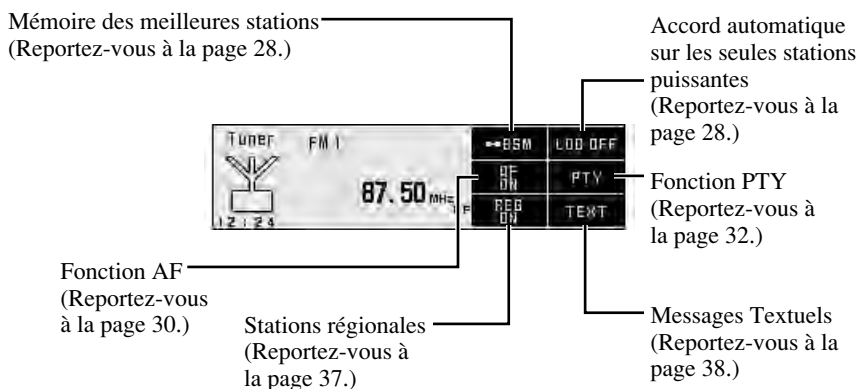 Mémoire des meilleures stations
(Reportez-vous à la page 28.)
Accord automatique
sur les seules stations
puissantes
(Reportez-vous à la
page 28.)
Tuner
FM 1
87.50 MHz
12:24
BSM
LOC OFF
AF
ON
PTY
REG
ON
TEXT
Fonction PTY
(Reportez-vous à
la page 32.)
Fonction AF
(Reportez-vous
à la page 30.)
Stations régionales
(Reportez-vous à
la page 37.)
Messages Textuels
(Reportez-vous à la
page 38.)